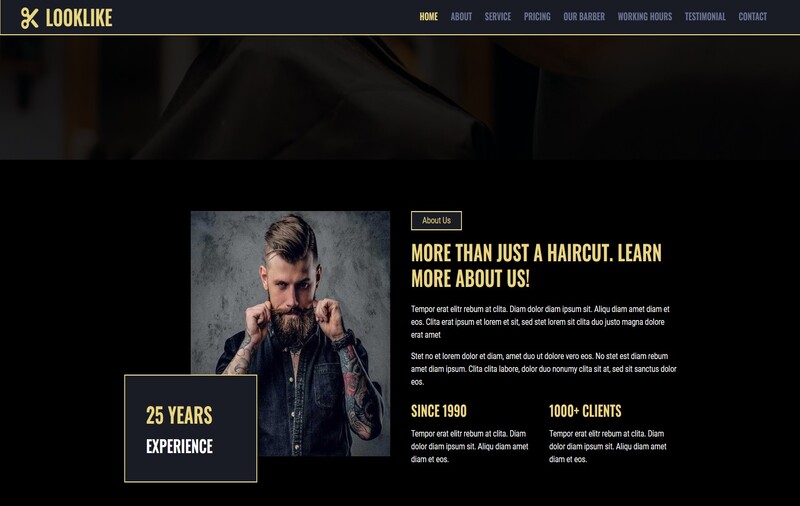 LOOKLIKE
HOME ABOUT SERVICE PRICING OUR BARBER WORKING HOURS TESTIMONIAL CONTACT
About Us
MORE THAN JUST A HAIRCUT. LEARN
MORE ABOUT US!
Tempor erat elitr rebum at clita. Diam dolor diam ipsum sit. Aliqu diam amet diam et
eos. Clita erat ipsum et lorem et sit, sed stet lorem sit clita duo justo magna dolore
erat amet
Stet no et lorem dolor et diam, amet duo ut dolore vero eos. No stet est diam rebum
amet diam ipsum. Clita clita labore, dolor duo nonumy clita sit at, sed sit sanctus dolor
eos.
SINCE 1990
Tempor erat elitr rebum at clita. Diam
dolor diam ipsum sit. Aliqu diam amet
diam et eos.
1000+ CLIENTS
Tempor erat elitr rebum at clita. Diam
dolor diam ipsum sit. Aliqu diam amet
diam et eos.
25 YEARS
EXPERIENCE